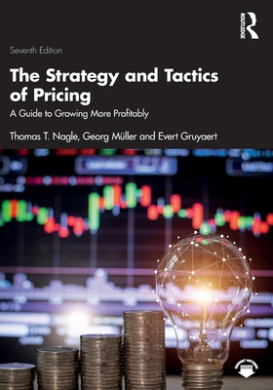 Seventh Edition
The Strategy and Tactics
of Pricing
A Guide to Growing More Profitably
Thomas T. Nagle, Georg Müller and Evert Gruyaert
R
ROUTLEDGE